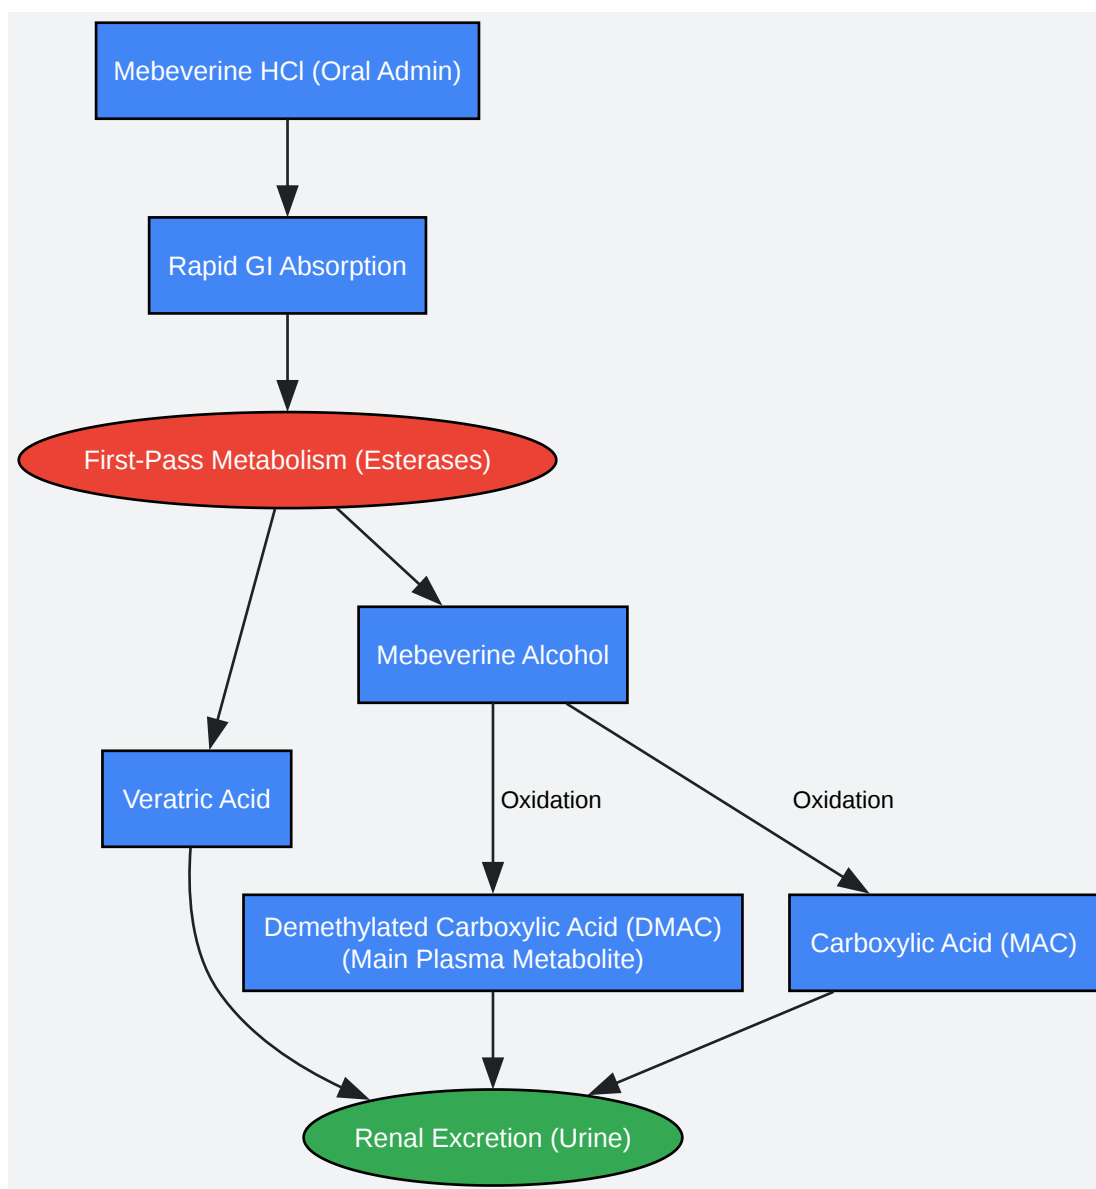 Mebeverine HCl (Oral Admin)
Rapid GI Absorption
First-Pass Metabolism (Esterases)
Mebeverine Alcohol
Veratric Acid
Oxidation
Oxidation
Demethylated Carboxylic Acid (DMAC)
(Main Plasma Metabolite)
Carboxylic Acid (MAC)
Renal Excretion (Urine)